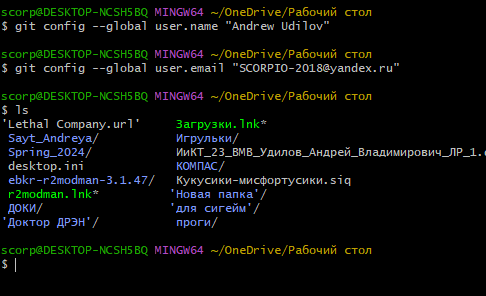 scorp@DESKTOP-NCSH5BQ MINGW64 ~/OneDrive/Рабочий стол
$ git config --global user.name "Andrew Udilov"
scorp@DESKTOP-NCSH5BQ MINGW64 ~/OneDrive/Рабочий стол
$ git config --global user.email "SCORPIO-2018@yandex.ru"
scorp@DESKTOP-NCSH5BQ MINGW64 ~/OneDrive/Рабочий стол
$ ls
'Lethal Company.url' Загрузки.lnk*
Sayt_Andreya/ Игрульки/
Spring_2024/ ИиКТ_23_ВМВ_Удилов_Андрей_Владимирович_ЛР_1.
desktop.ini КОМПАС/
ebkr-r2modman-3.1.47/ Кукусики-мисфортусики.siq
r2modman.lnk* 'Новая папка'/
ДОКИ/ 'для сигейм'/
'Доктор ДРЭН'/ проги/
scorp@DESKTOP-NCSH5BQ MINGW64 ~/OneDrive/Рабочий стол
$